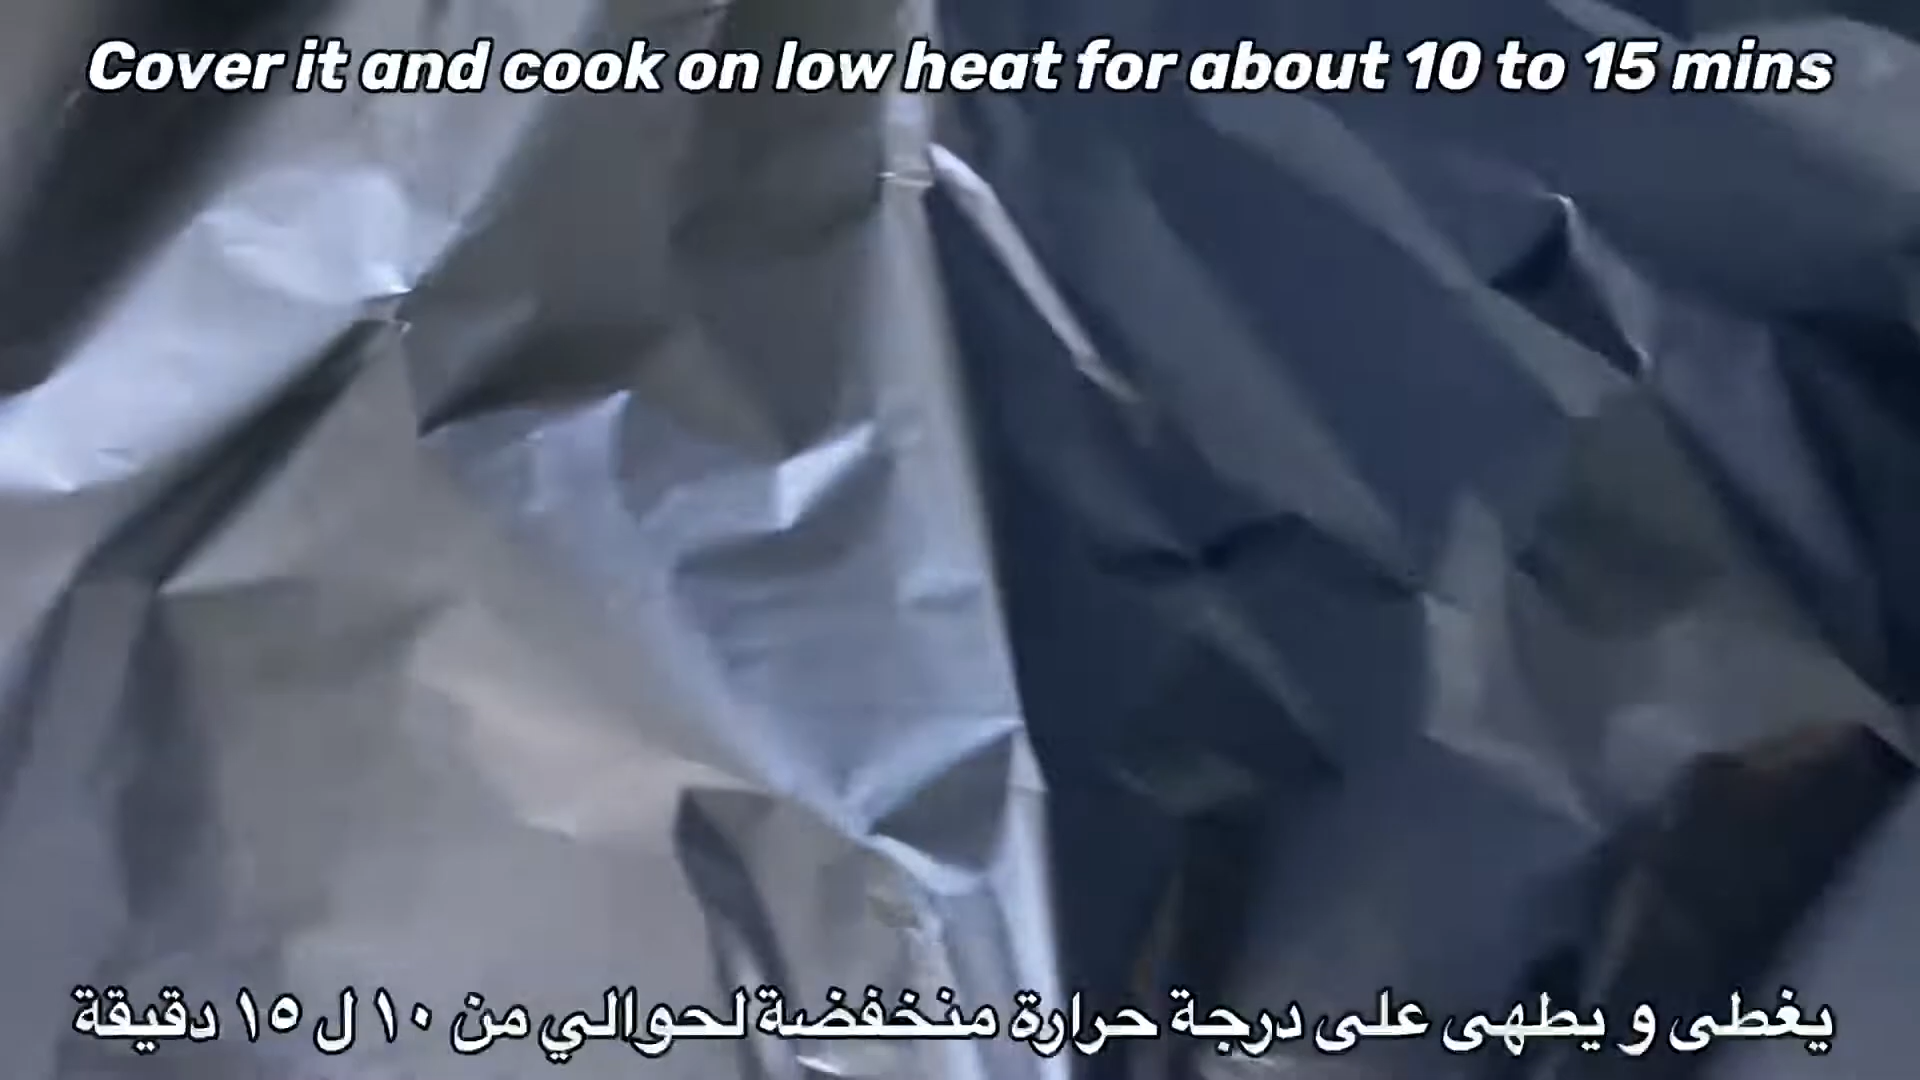 Cover it and cook on low heat for about 10 to 15 mins
يغطى و يطهى على درجة حرارة منخفضة لحوالي من ١٠ ل ١٥ دقيقة